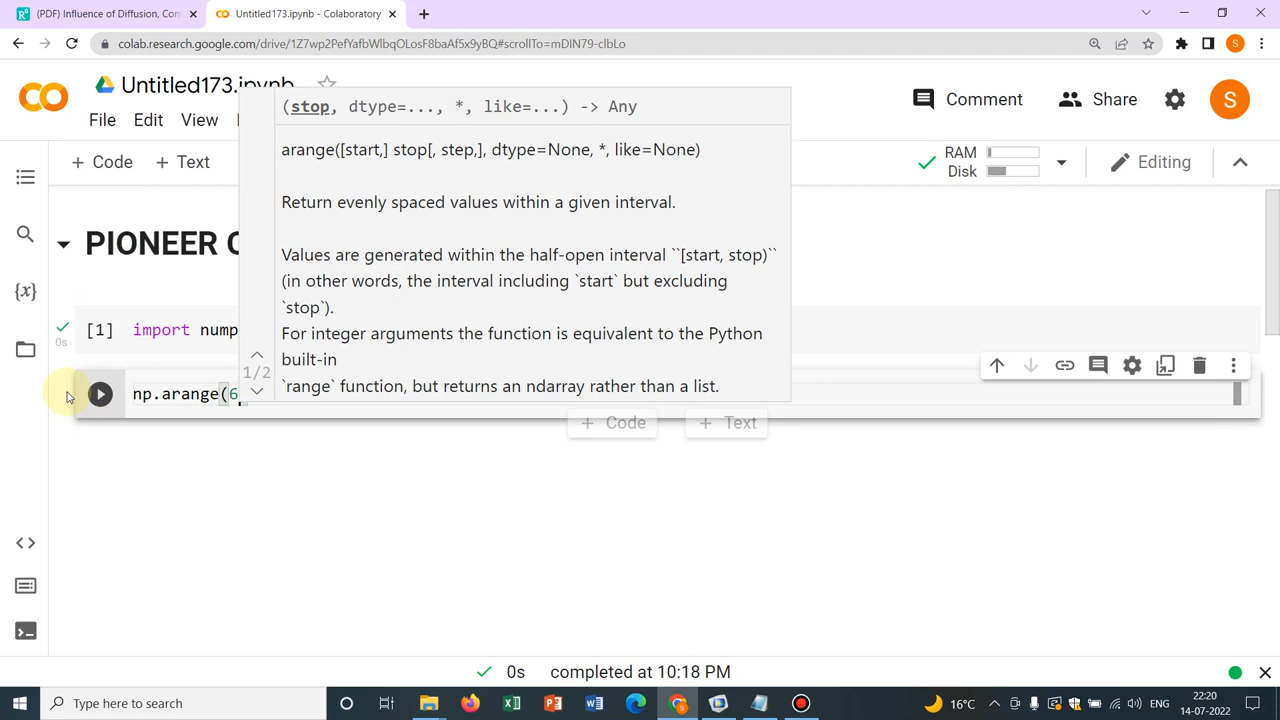 (PDF) Influence of Diffusion, Con
Untitled173.ipynb - Colaboratory
colab.research.google.com/drive/1Z7wp2PefYafbWlbqOLosF8baAf5x9yBQ#scrollTo=mDIN79-clbLo
Untitled173.ipynb
File Edit View
Comment
Share
S
+ Code + Text
RAM
Disk
Editing
(stop, dtype=..., *, like=...) -> Any
arange([start,] stop[, step,], dtype=None, *, like=None)
Return evenly spaced values within a given interval.
Values are generated within the half-open interval ``[start, stop)``
(in other words, the interval including `start` but excluding
`stop`).
For integer arguments the function is equivalent to the Python
built-in
`range` function, but returns an ndarray rather than a list.
1/2
PIONEER
[1] import nump
0s
np.arange(6
+ Code + Text
0s completed at 10:18 PM
Type here to search
16°C
ENG
22:20
14-07-2022